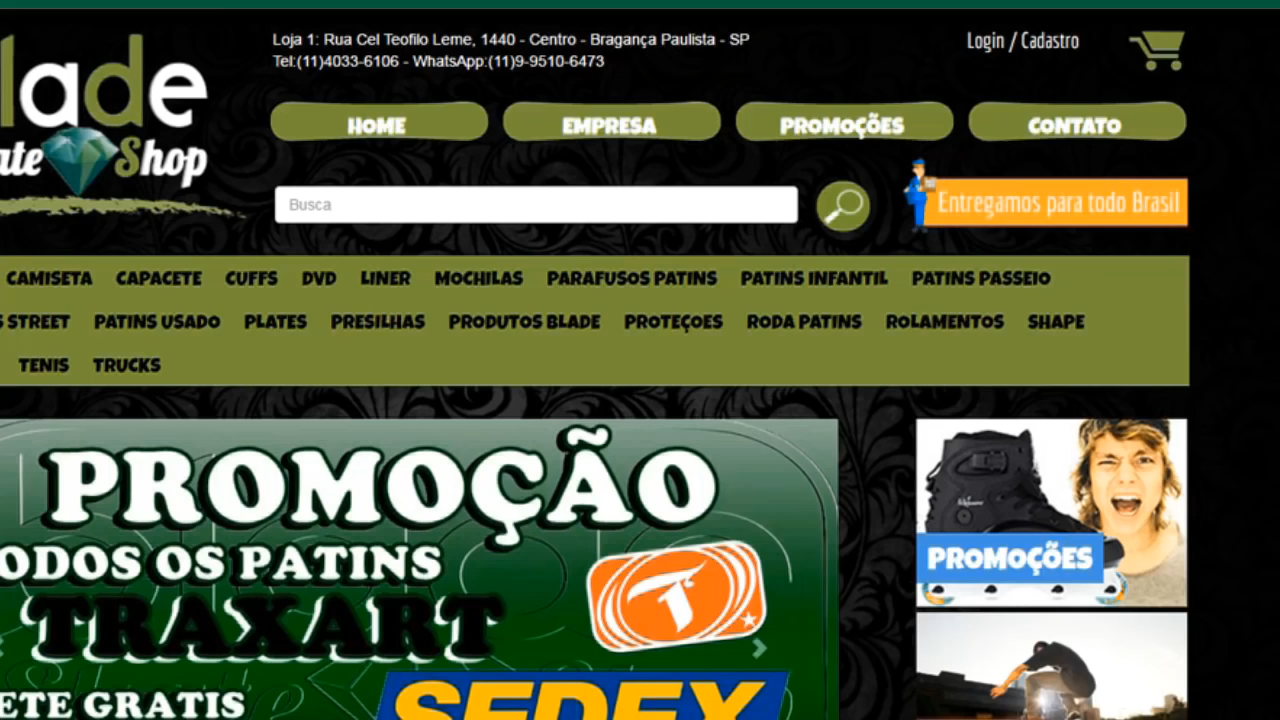 Loja 1: Rua Cel Teofilo Leme, 1440 - Centro - Bragança Paulista - SP
Tel:(11)4033-6106 - WhatsApp:(11)9-9510-6473
Login / Cadastro
lade
Shop
HOME
EMPRESA
PROMOÇÕES
CONTATO
Busca
Entregamos para todo Brasil
CAMISETA CAPACETE CUFFS DVD LINER MOCHILAS PARAFUSOS PATINS PATINS INFANTIL PATINS PASSEIO
S STREET PATINS USADO PLATES PRESILHAS PRODUTOS BLADE PROTEÇOES RODA PATINS ROLAMENTOS SHAPE
TENIS TRUCKS
PROMOÇÃO
ODOS OS PATINS
TRAXART
T
ETE GRATIS
SEDEX
PROMOÇÕES